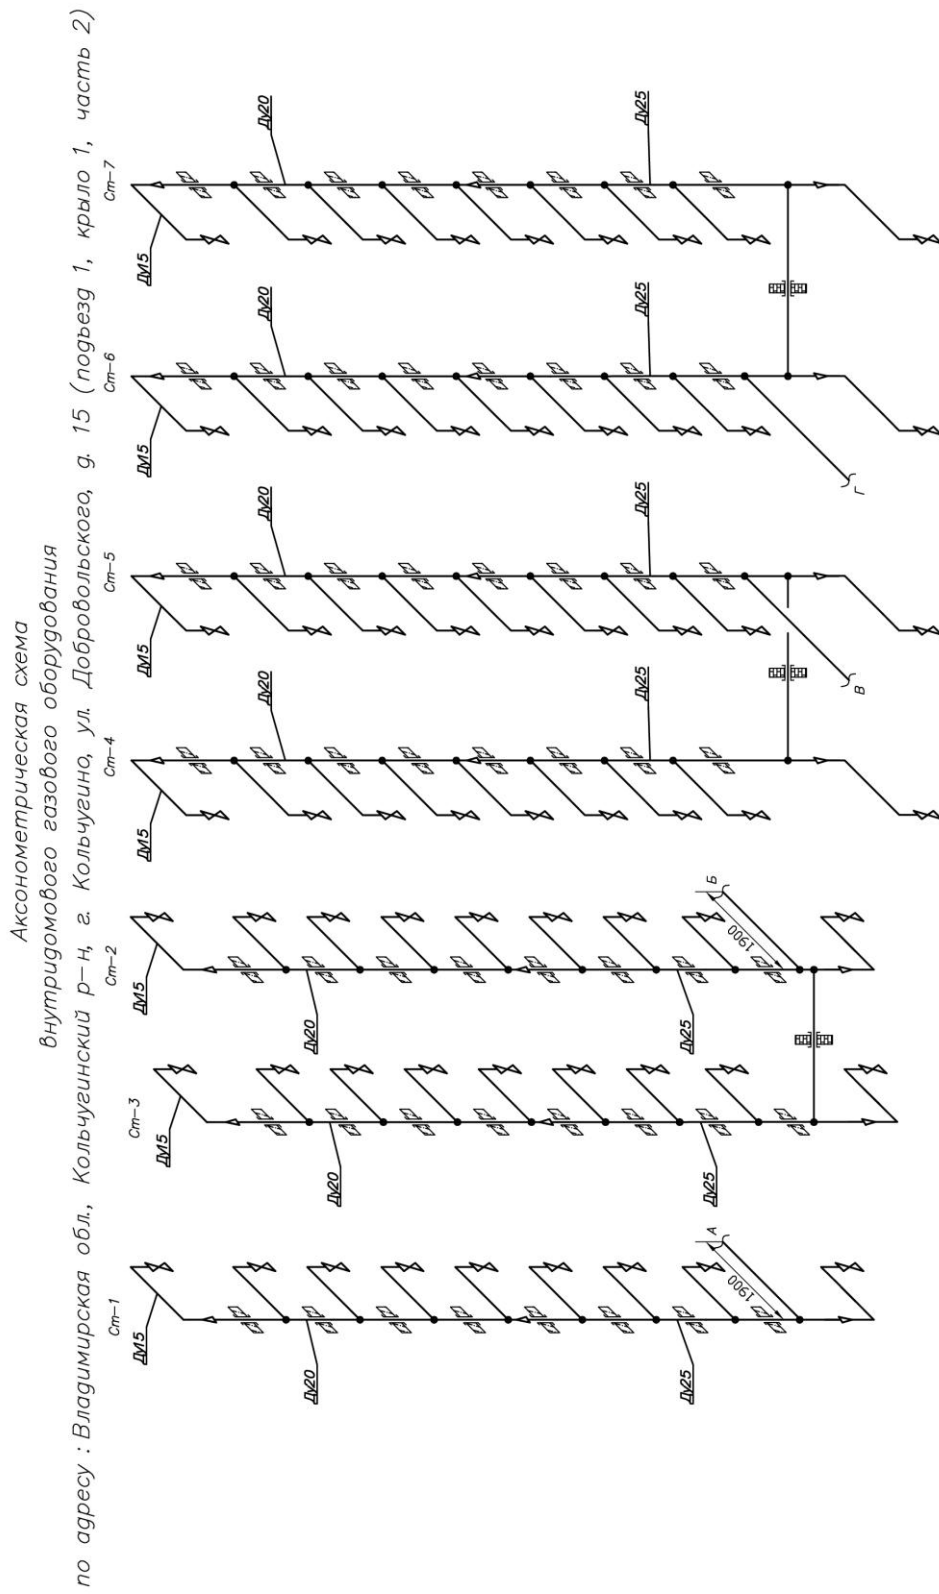 Аксонометрическая схема
внутридомового газового оборудования
по адресу : Владимирская обл., Кольчугинский р-н, г. Кольчугино, ул. Добровольского, д. 15 (подъезд 1, крыло 1, часть 2)
Ст-1
Ду15
Ду20
Ду25
1900
А
Ст-3
Ду15
Ду20
Ду25
Ст-2
Ду15
Ду20
Ду25
1900
Б
Ст-4
Ду15
Ду20
Ду25
Ст-5
Ду15
Ду20
Ду25
В
Ст-6
Ду15
Ду20
Ду25
Г
Ст-7
Ду15
Ду20
Ду25